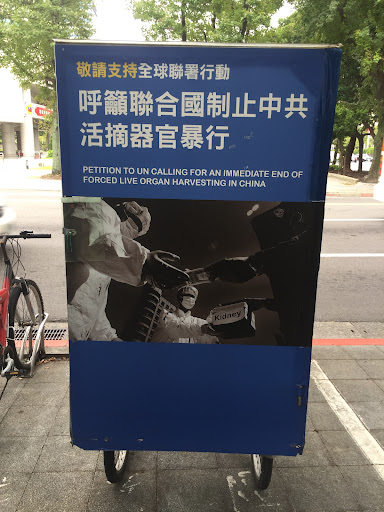 敬請支持全球聯署行動
呼籲聯合國制止中共
活摘器官暴行
PETITION TO UN CALLING FOR AN IMMEDIATE END OF
FORCED LIVE ORGAN HARVESTING IN CHINA
Kidney